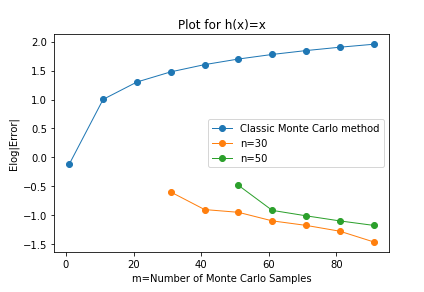 Plot for h(x)=x
Elog|Error|
2.0
1.5
1.0
0.5
0.0
−0.5
−1.0
−1.5
Classic Monte Carlo method
n=30
n=50
0 20 40 60 80
m=Number of Monte Carlo Samples